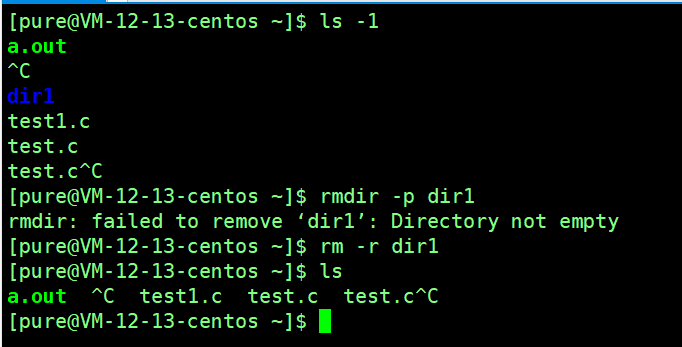 [pure@VM-12-13-centos ~]$ ls -1
a.out
^C
dir1
test1.c
test.c
test.c^C
[pure@VM-12-13-centos ~]$ rmdir -p dir1
rmdir: failed to remove ‘dir1’: Directory not empty
[pure@VM-12-13-centos ~]$ rm -r dir1
[pure@VM-12-13-centos ~]$ ls
a.out  ^C  test1.c  test.c  test.c^C
[pure@VM-12-13-centos ~]$